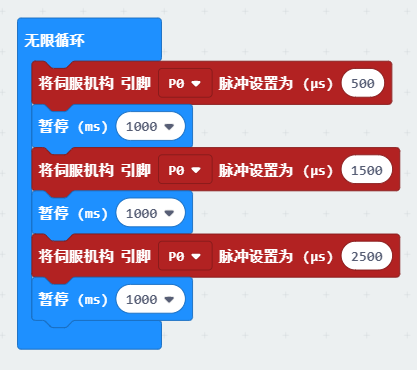 无限循环
将伺服机构 引脚 P0 脉冲设置为 (μs) 500
暂停 (ms) 1000
将伺服机构 引脚 P0 脉冲设置为 (μs) 1500
暂停 (ms) 1000
将伺服机构 引脚 P0 脉冲设置为 (μs) 2500
暂停 (ms) 1000